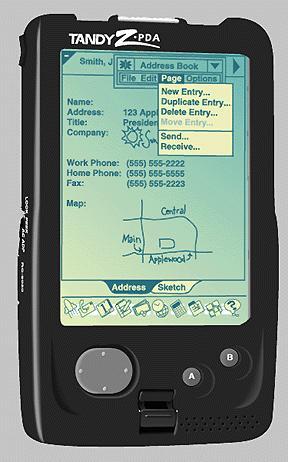 TANDY Z-PDA
Smith, J
Address Book
File Edit Page Options
New Entry...
Duplicate Entry...
Delete Entry...
Move Entry...
Send...
Receive...
Name:
Address: 123 Appl
Title: Presiden
Company:
Work Phone: (555) 555-2222
Home Phone: (555) 555-5555
Fax: (555) 555-2223
Map:
Central
Main
Applewood
Address Sketch
A
B